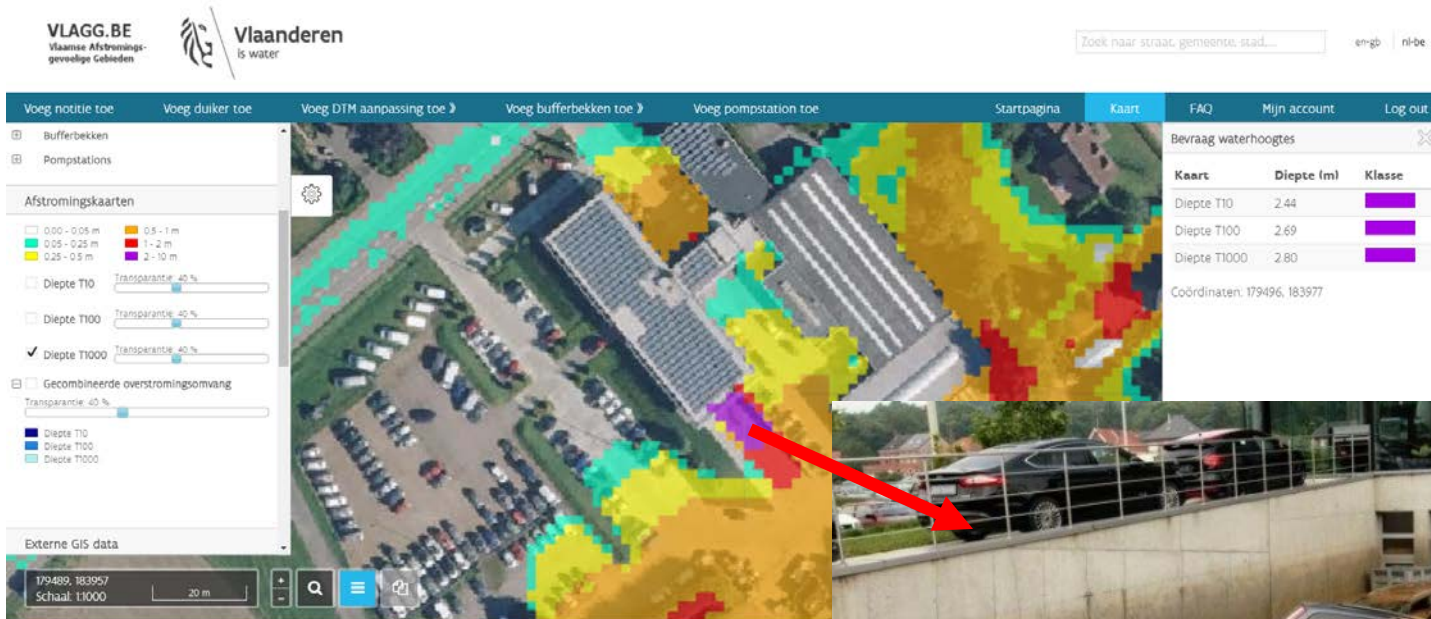 VLAGG.BE
Vlaamse Afstromings-
gevoelige Gebieden
Vlaanderen
is water
Zoek naar straat, gemeente, stad,...
en-gb
nl-be
Voeg notitie toe
Voeg duiker toe
Voeg DTM aanpassing toe
Voeg bufferbekken toe
Voeg pompstation toe
Startpagina
Kaart
FAQ
Mijn account
Log out
Bufferbekken
Pompstations
Afstromingskaarten
0.00 - 0.05 m
0.5 - 1 m
0.05 - 0.25 m
1 - 2 m
0.25 - 0.5 m
2 - 10 m
Diepte T10
Transparantie: 40 %
Diepte T100
Transparantie: 40 %
Diepte T1000
Transparantie: 40 %
Gecombineerde overstromingsomvang
Transparantie: 40 %
Diepte T10
Diepte T100
Diepte T1000
Externe GIS data
179489, 183957
Schaal: 1:1000
20 m
+
-
Bevraag waterhoogtes
Kaart Diepte (m) Klasse
Diepte T10 2.44
Diepte T100 2.69
Diepte T1000 2.80
Coördinaten: 179496, 183977